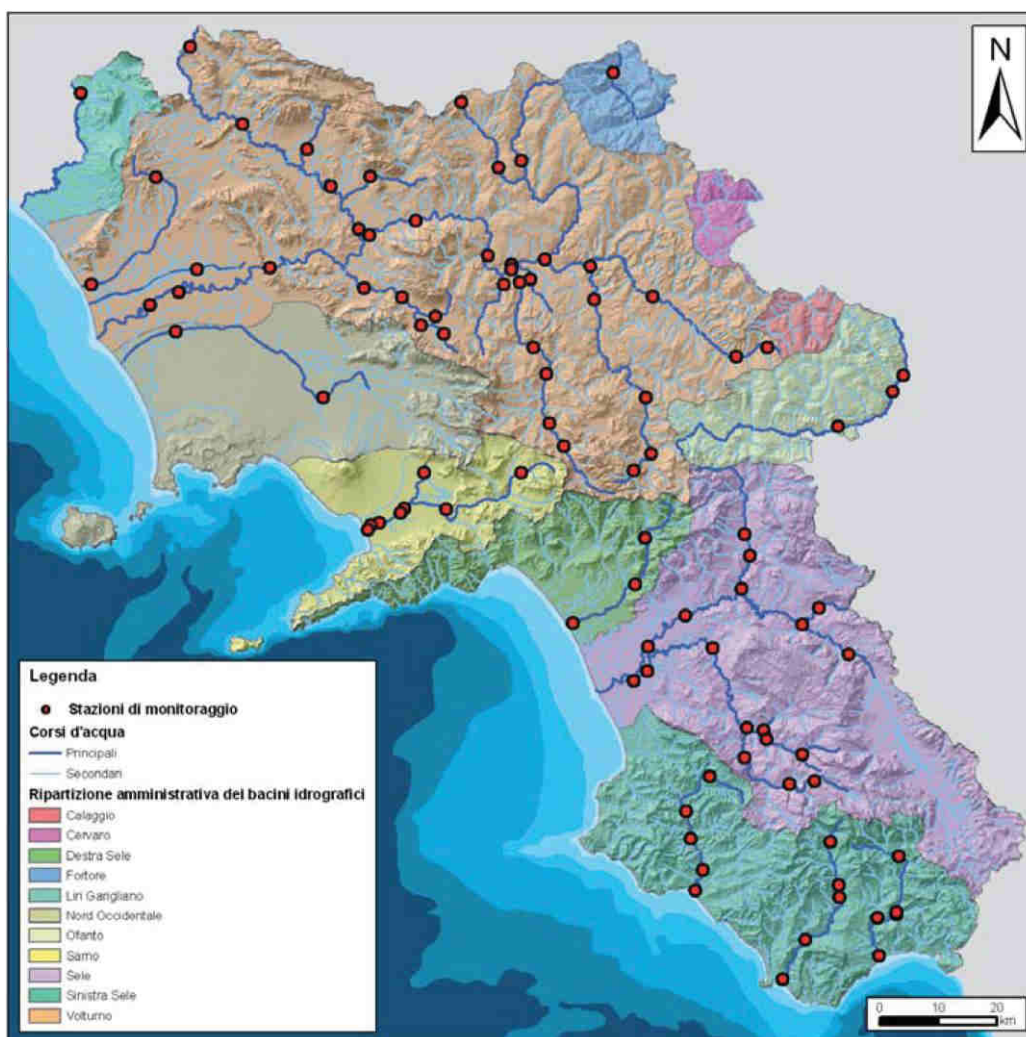 N
Legenda
Stazioni di monitoraggio
Corsi d'acqua
Principali
Secondari
Ripartizione amministrativa dei bacini idrografici
Calaggio
Cervaro
Destra Sele
Fortore
Liri Garigliano
Nord Occidentale
Ofanto
Sarno
Sele
Sinistra Sele
Volturno
0 10 20
km